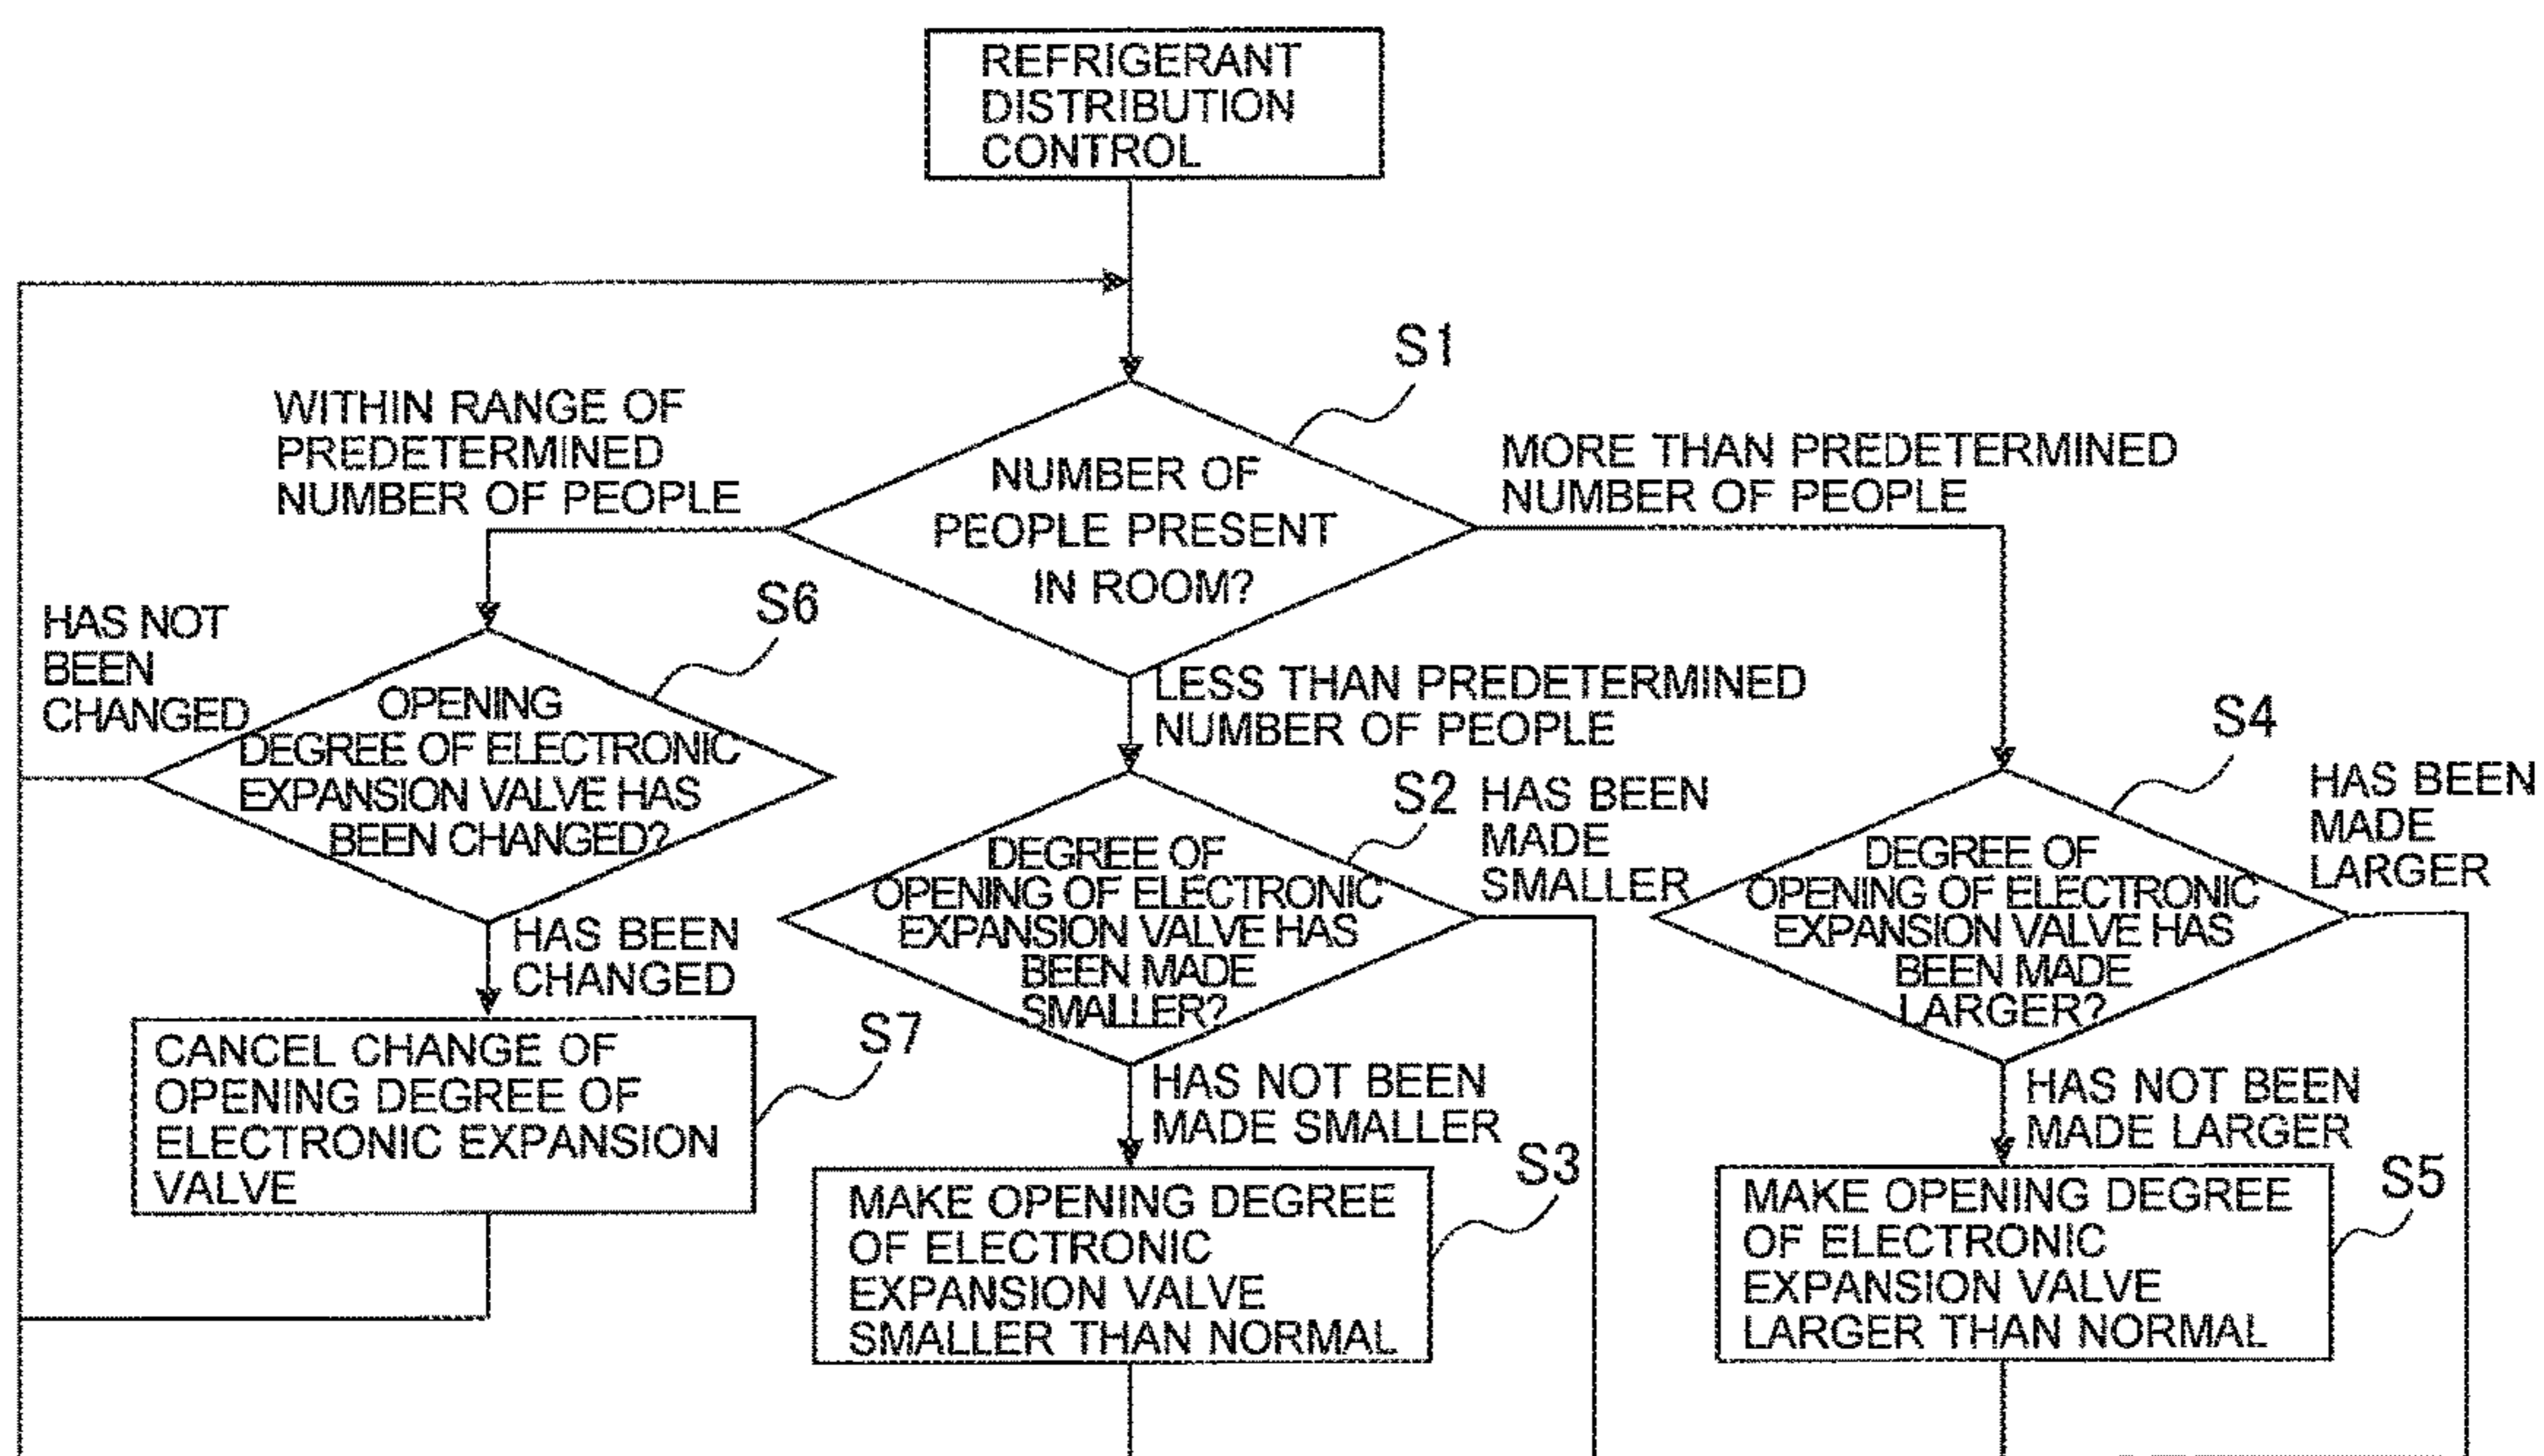 REFRIGERANT
DISTRIBUTION
CONTROL
S1
WITHIN RANGE OF
PREDETERMINED
NUMBER OF PEOPLE
NUMBER OF
PEOPLE PRESENT
IN ROOM?
MORE THAN PREDETERMINED
NUMBER OF PEOPLE
HAS NOT
BEEN
CHANGED
S6
OPENING
DEGREE OF ELECTRONIC
EXPANSION VALVE HAS
BEEN CHANGED?
LESS THAN PREDETERMINED
NUMBER OF PEOPLE
S2
HAS BEEN
MADE
SMALLER
S4
HAS BEEN
MADE
LARGER
DEGREE OF
OPENING OF ELECTRONIC
EXPANSION VALVE HAS
BEEN MADE
SMALLER?
DEGREE OF
OPENING OF ELECTRONIC
EXPANSION VALVE HAS
BEEN MADE
LARGER?
HAS BEEN
CHANGED
S7
CANCEL CHANGE OF
OPENING DEGREE OF
ELECTRONIC EXPANSION
VALVE
HAS NOT BEEN
MADE SMALLER
HAS NOT BEEN
MADE LARGER
S3
MAKE OPENING DEGREE
OF ELECTRONIC
EXPANSION VALVE
SMALLER THAN NORMAL
S5
MAKE OPENING DEGREE
OF ELECTRONIC
EXPANSION VALVE
LARGER THAN NORMAL